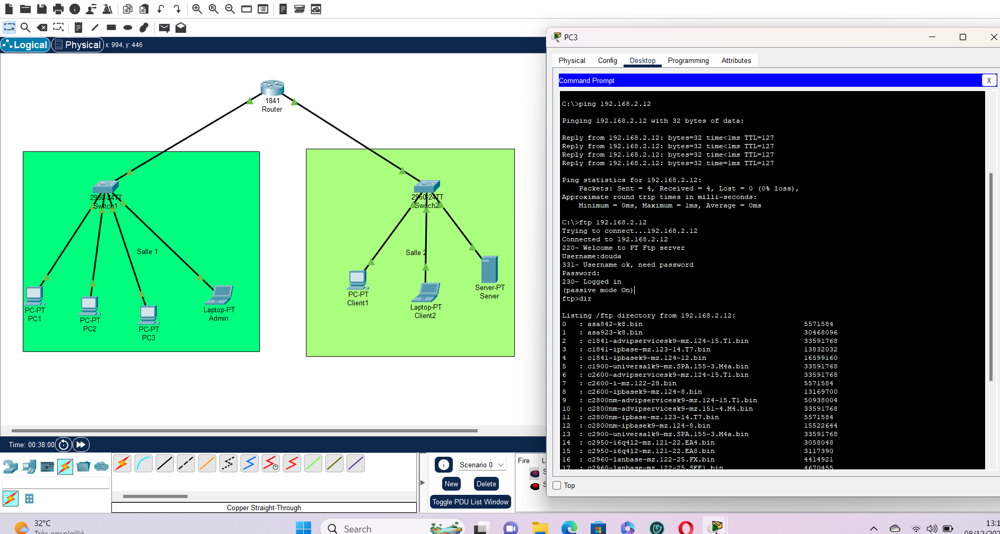 Logical
Physical
x: 994, y: 446
1841
Router
2960-24TT
Switch1
2960-24TT
Switch2
Salle 1
Salle 2
PC-PT
PC1
PC-PT
PC2
PC-PT
PC3
Laptop-PT
Admin
PC-PT
Client1
Laptop-PT
Client2
Server-PT
Server
Time: 00:38:00
Scenario 0
Fire
L
New
Delete
Toggle PDU List Window
Copper Straight-Through
PC3
Physical
Config
Desktop
Programming
Attributes
Command Prompt
X
C:\>ping 192.168.2.12
Pinging 192.168.2.12 with 32 bytes of data:
Reply from 192.168.2.12: bytes=32 time<1ms TTL=127
Reply from 192.168.2.12: bytes=32 time<1ms TTL=127
Reply from 192.168.2.12: bytes=32 time<1ms TTL=127
Reply from 192.168.2.12: bytes=32 time=1ms TTL=127
Ping statistics for 192.168.2.12:
Packets: Sent = 4, Received = 4, Lost = 0 (0% loss),
Approximate round trip times in milli-seconds:
Minimum = 0ms, Maximum = 1ms, Average = 0ms
C:\>ftp 192.168.2.12
Trying to connect...192.168.2.12
Connected to 192.168.2.12
220- Welcome to PT Ftp server
Username:douda
331- Username ok, need password
Password:
230- Logged in
(passive mode On)
ftp>dir
Listing /ftp directory from 192.168.2.12:
0 : asa842-k8.bin 5571584
1 : asa923-k8.bin 30468096
2 : c1841-advipservicesk9-mz.124-15.T1.bin 33591768
3 : c1841-ipbase-mz.123-14.T7.bin 13832032
4 : c1841-ipbasek9-mz.124-12.bin 16599160
5 : c1900-universalk9-mz.SPA.155-3.M4a.bin 33591768
6 : c2600-advipservicesk9-mz.124-15.T1.bin 33591768
7 : c2600-i-mz.122-28.bin 5571584
8 : c2600-ipbasek9-mz.124-8.bin 13169700
9 : c2800nm-advipservicesk9-mz.124-15.T1.bin 50938004
10 : c2800nm-advipservicesk9-mz.151-4.M4.bin 33591768
11 : c2800nm-ipbase-mz.123-14.T7.bin 5571584
12 : c2800nm-ipbasek9-mz.124-8.bin 15522644
13 : c2900-universalk9-mz.SPA.155-3.M4a.bin 33591768
14 : c2950-i6q4l2-mz.121-22.EA4.bin 3058048
15 : c2950-i6q4l2-mz.121-22.EA8.bin 3117390
16 : c2960-lanbase-mz.122-25.FX.bin 4414921
17 : c2960-lanbase-mz.122-25.SEE1.bin 4670455
Top
32°C
Très ensoleillé
Search
13:1
08/12/202